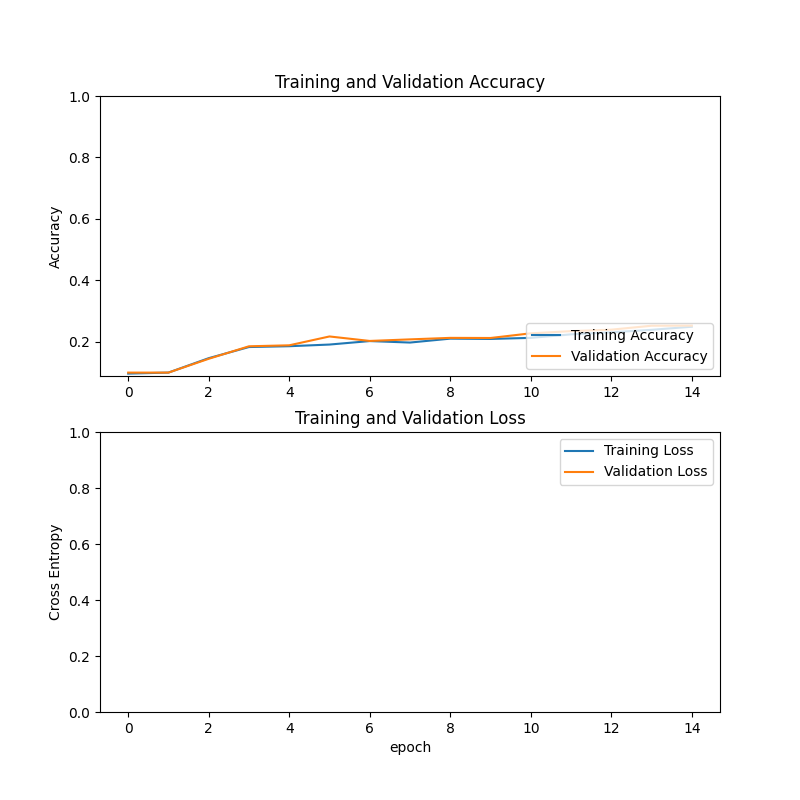 Training and Validation Accuracy
Accuracy
1.0
0.8
0.6
0.4
0.2
Training Accuracy
Validation Accuracy
0 2 4 6 8 10 12 14
Training and Validation Loss
Cross Entropy
1.0
0.8
0.6
0.4
0.2
0.0
Training Loss
Validation Loss
0 2 4 6 8 10 12 14
epoch